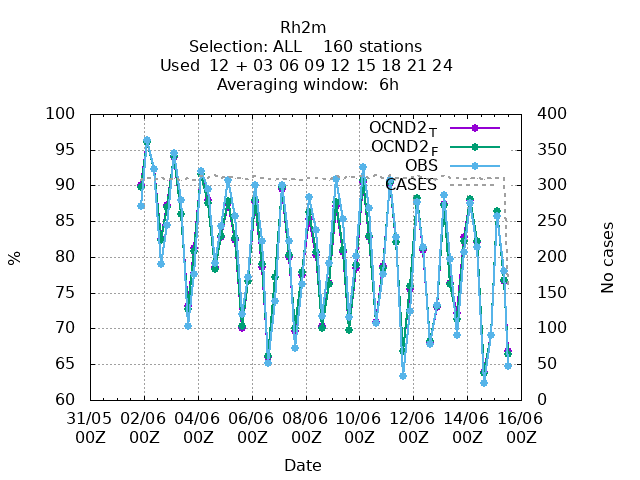 Rh2m
Selection: ALL 160 stations
Used 12 + 03 06 09 12 15 18 21 24
Averaging window: 6h
100 400
95 350
90 300
85 250
80 200
75 150
70 100
65 50
60 0
OCND2 T
OCND2 F
OBS
CASES
%
No cases
31/05 02/06 04/06 06/06 08/06 10/06 12/06 14/06 16/06
00Z 00Z 00Z 00Z 00Z 00Z 00Z 00Z 00Z
Date